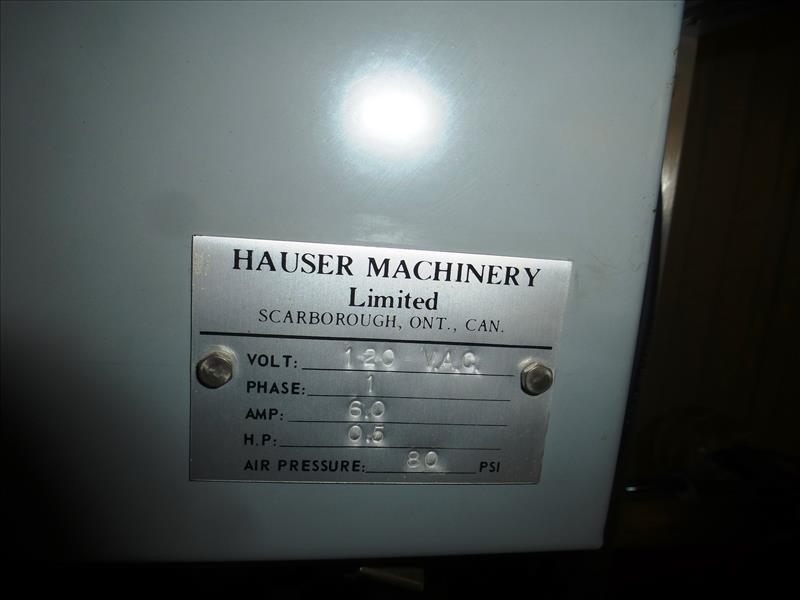 HAUSER MACHINERY
Limited
SCARBOROUGH, ONT., CAN.
VOLT: 120 V.A.C.
PHASE: 1
AMP: 6.0
H.P: 0.5
AIR PRESSURE: 80 PSI